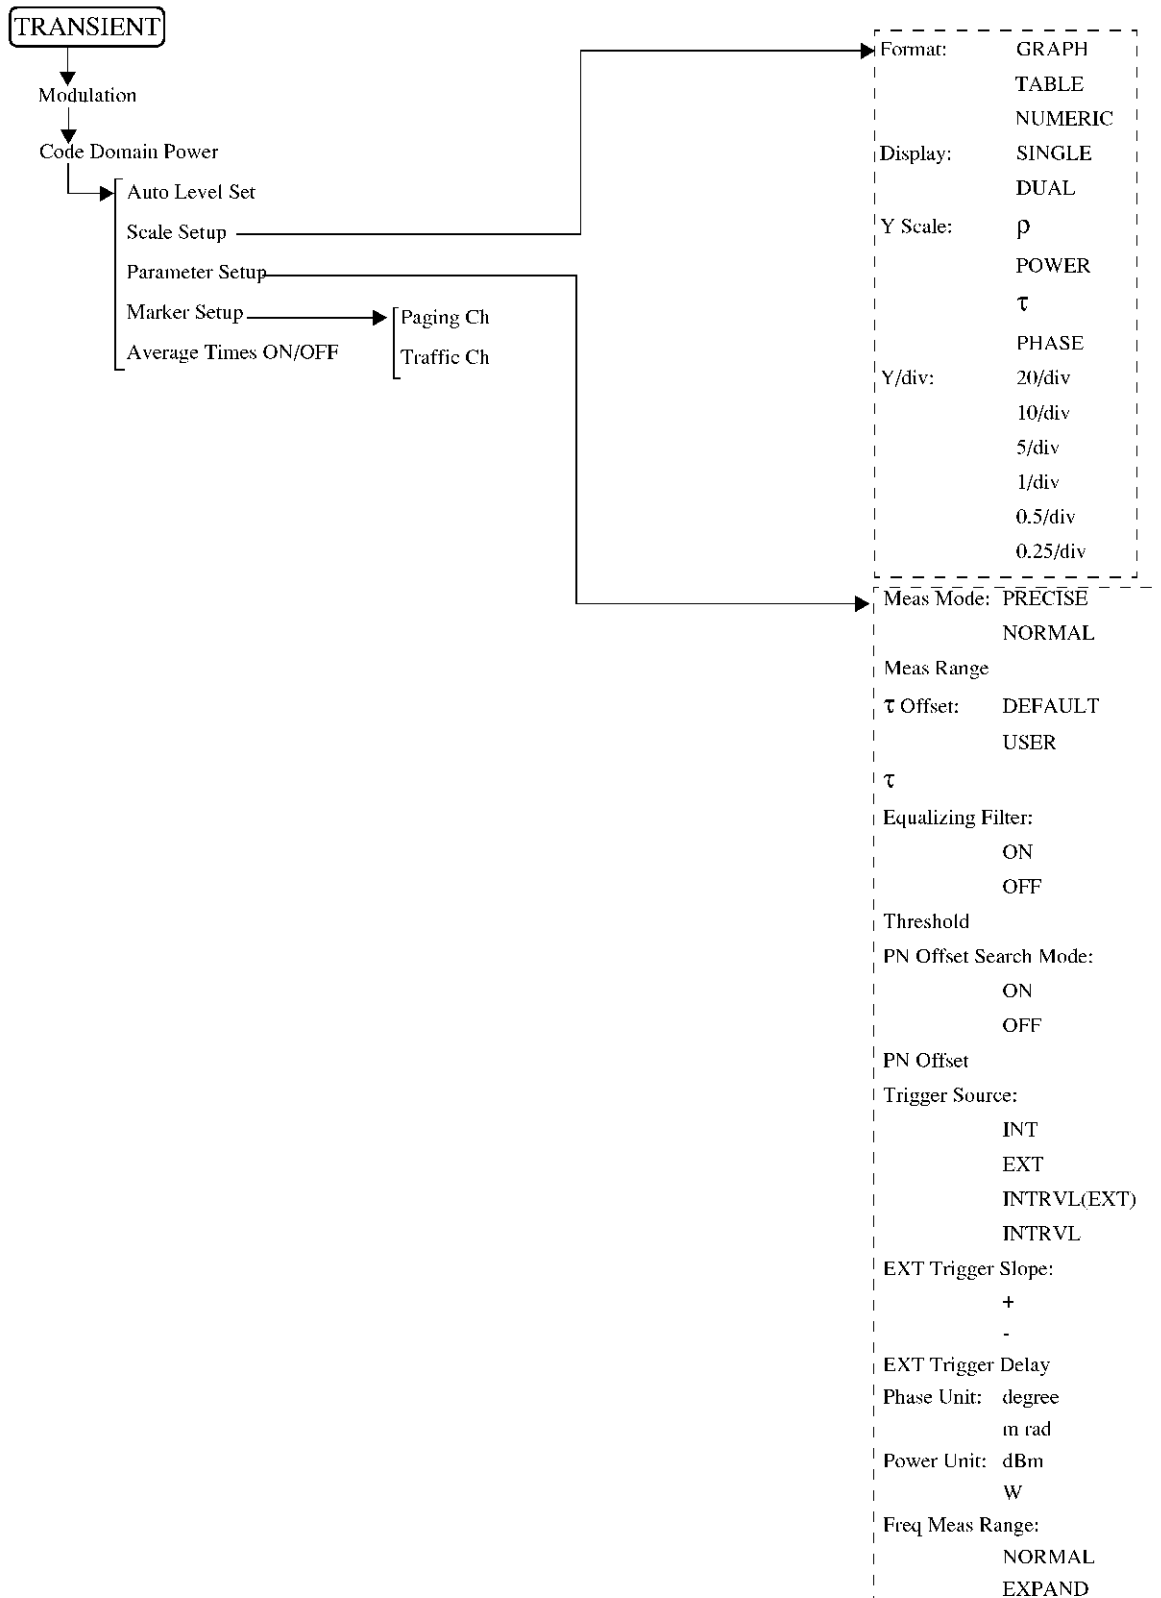 TRANSIENT
Modulation
Code Domain Power
Auto Level Set
Scale Setup
Parameter Setup
Marker Setup
Average Times ON/OFF
Paging Ch
Traffic Ch
Format: GRAPH
TABLE
NUMERIC
Display: SINGLE
DUAL
Y Scale: ρ
POWER
τ
PHASE
Y/div: 20/div
10/div
5/div
1/div
0.5/div
0.25/div
Meas Mode: PRECISE
NORMAL
Meas Range
τ Offset: DEFAULT
USER
τ
Equalizing Filter:
ON
OFF
Threshold
PN Offset Search Mode:
ON
OFF
PN Offset
Trigger Source:
INT
EXT
INTRVL(EXT)
INTRVL
EXT Trigger Slope:
+
-
EXT Trigger Delay
Phase Unit: degree
m rad
Power Unit: dBm
W
Freq Meas Range:
NORMAL
EXPAND